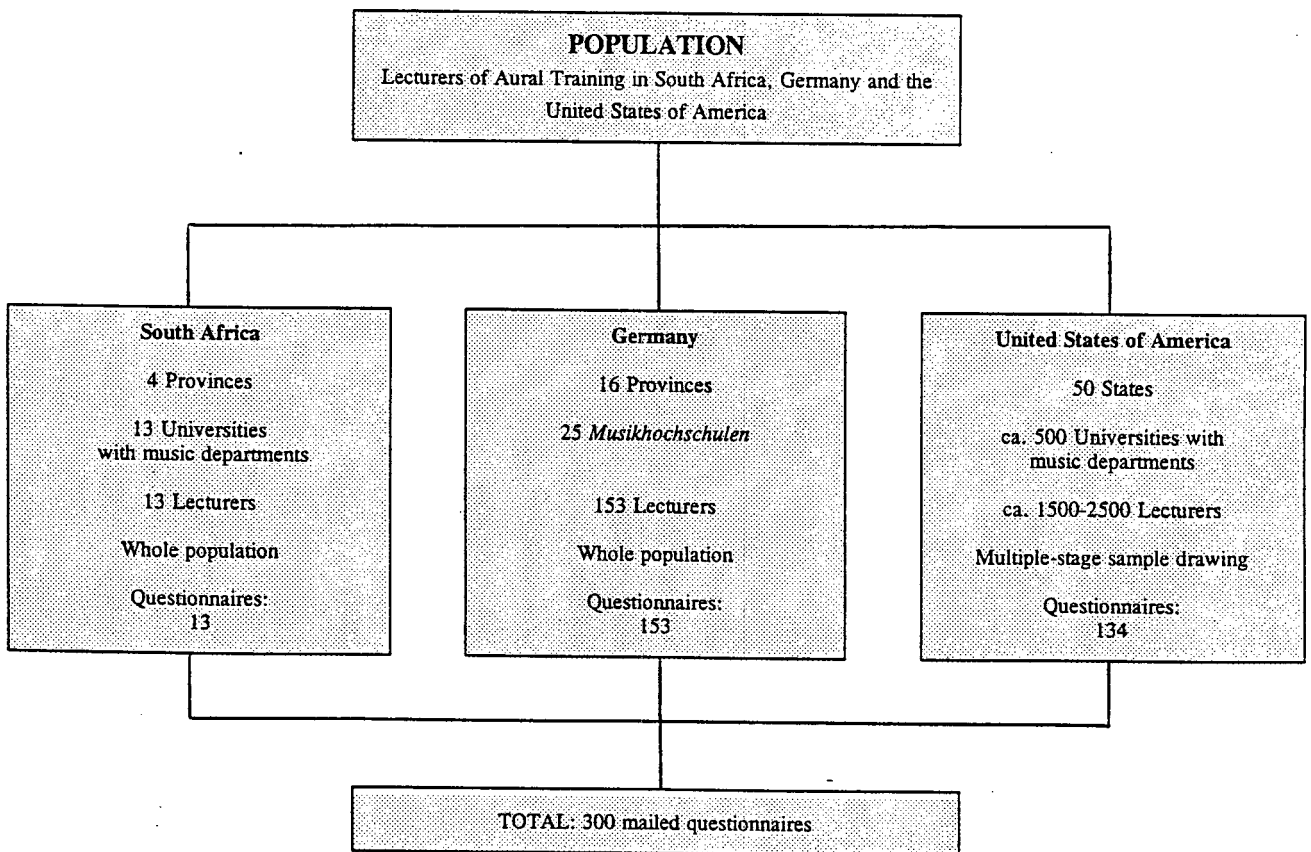 POPULATION
Lecturers of Aural Training in South Africa, Germany and the
United States of America
South Africa
4 Provinces
13 Universities
with music departments
13 Lecturers
Whole population
Questionnaires:
13
Germany
16 Provinces
25 Musikhochschulen
153 Lecturers
Whole population
Questionnaires:
153
United States of America
50 States
ca. 500 Universities with
music departments
ca. 1500-2500 Lecturers
Multiple-stage sample drawing
Questionnaires:
134
TOTAL: 300 mailed questionnaires